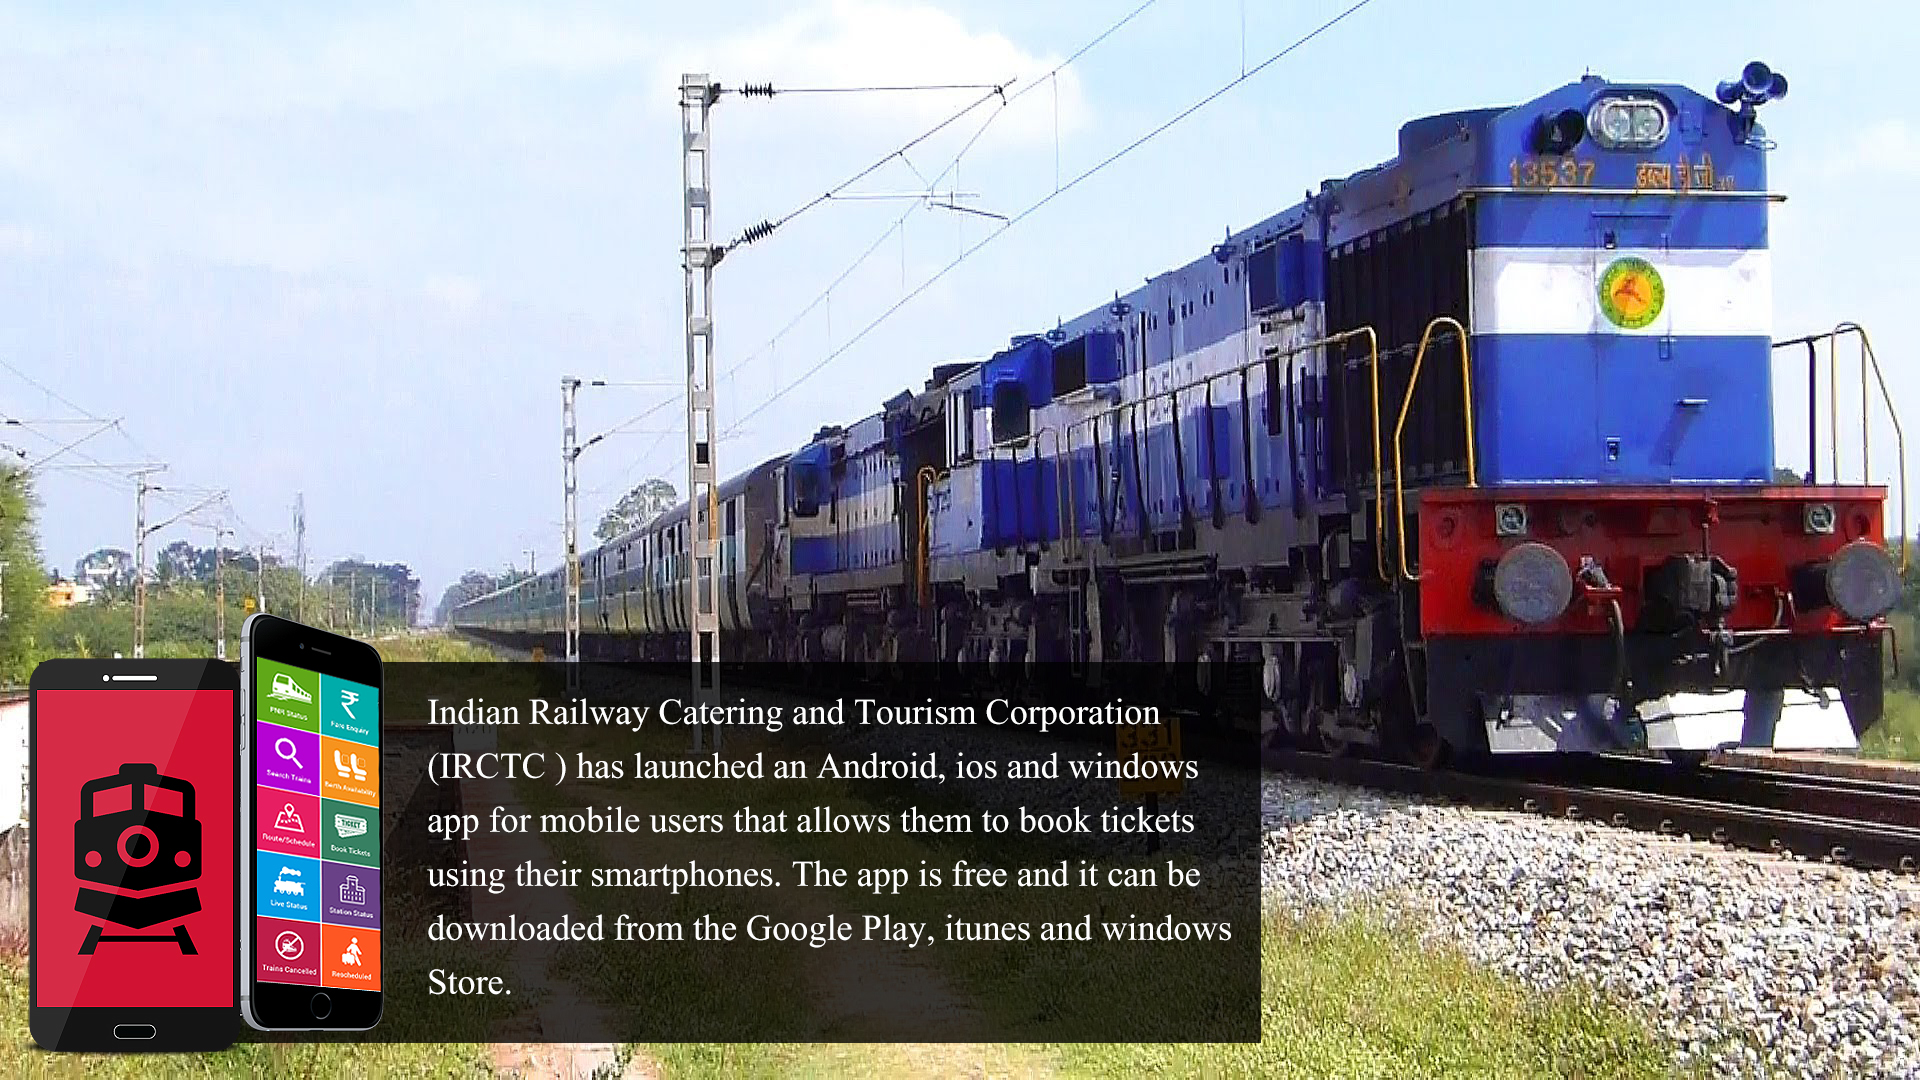 13537 डब्ल्यू डी जी
331
Indian Railway Catering and Tourism Corporation
(IRCTC ) has launched an Android, ios and windows
app for mobile users that allows them to book tickets
using their smartphones. The app is free and it can be
downloaded from the Google Play, itunes and windows
Store.
PNR Status
Fare Enquiry
Search Trains
Berth Availability
Route/Schedule
TICKET
Book Tickets
Live Status
Station Status
Trains Cancelled
Rescheduled